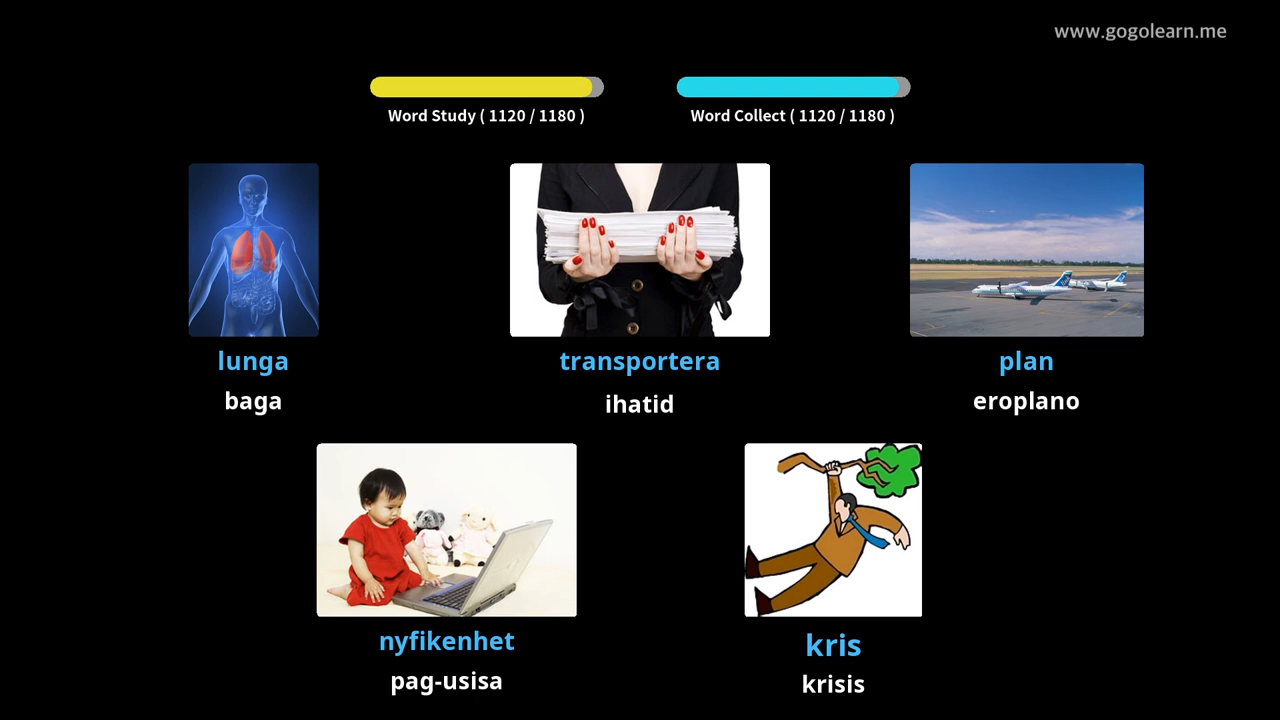 www.gogolearn.me
Word Study ( 1120 / 1180 )
Word Collect ( 1120 / 1180 )
lunga
transportera
plan
baga
ihatid
eroplano
nyfikenhet
kris
pag-usisa
krisis